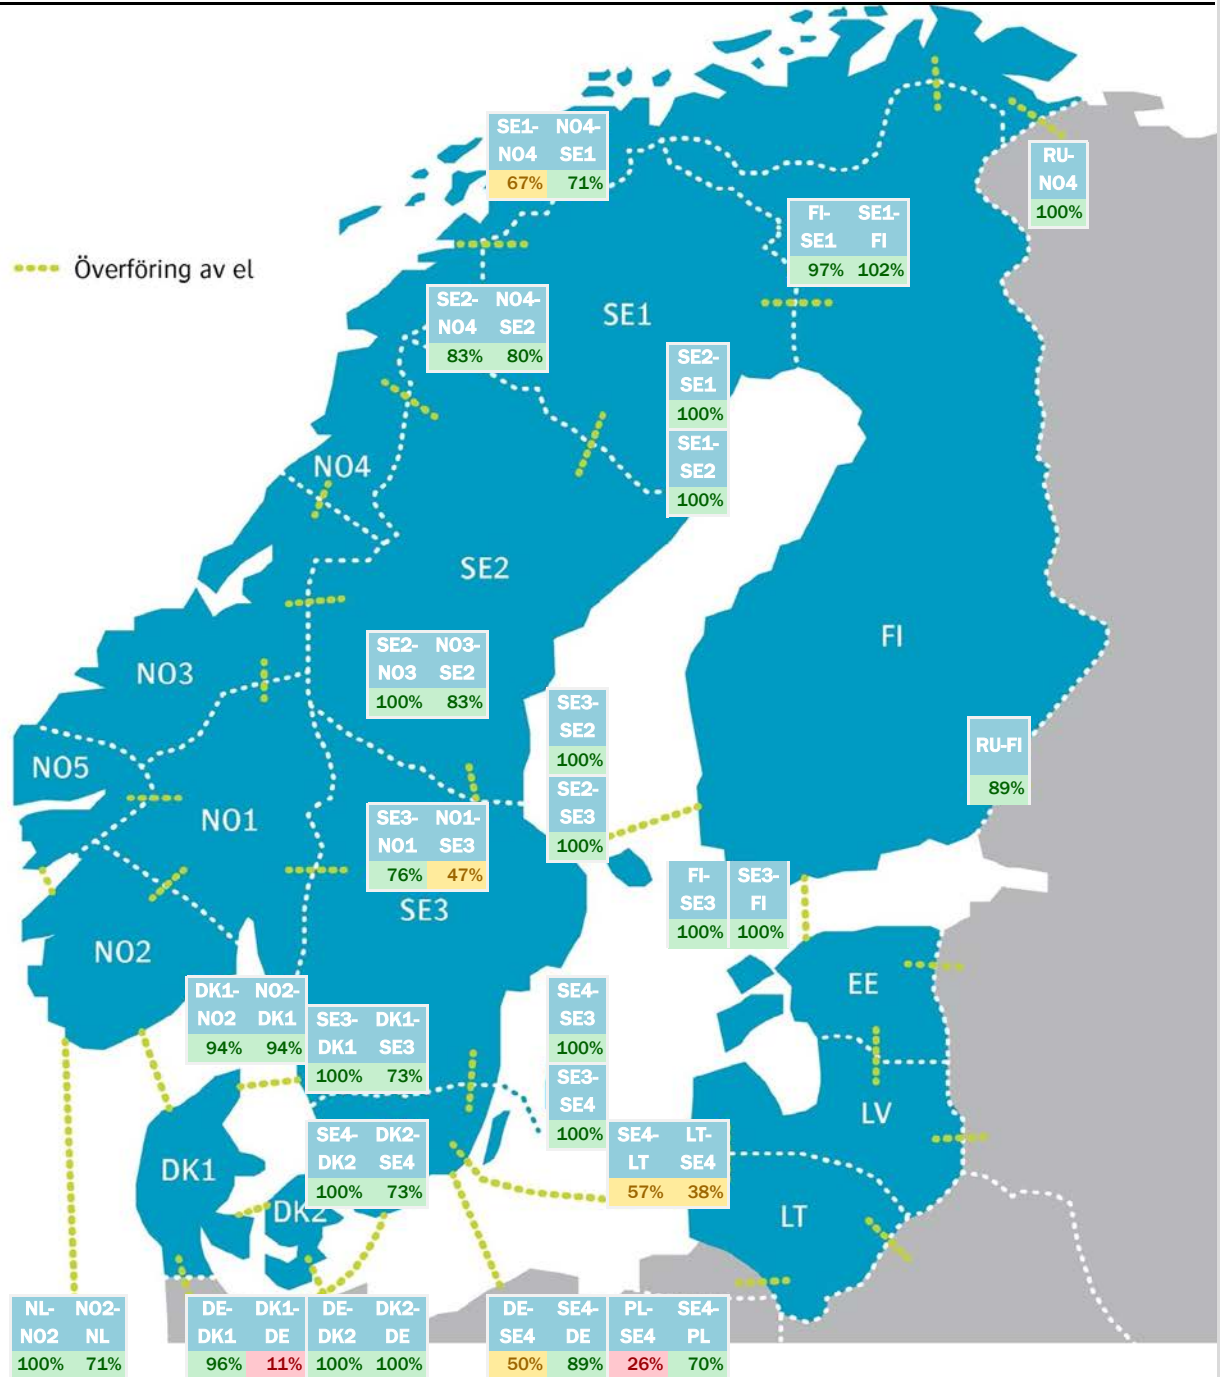 SE1- NO4-
NO4 SE1
67% 71%
RU-
NO4
100%
FI- SE1-
SE1 FI
97% 102%
Överföring av el
SE2- NO4-
NO4 SE2
83% 80%
SE1
SE2-
SE1
100%
SE1-
SE2
100%
NO4
SE2
FI
SE2- NO3-
NO3 SE2
100% 83%
NO3
SE3-
SE2
100%
SE2-
SE3
100%
RU-FI
89%
NO5
NO1
SE3- NO1-
NO1 SE3
76% 47%
SE3
FI- SE3-
SE3 FI
100% 100%
NO2
EE
DK1- NO2-
NO2 DK1
94% 94%
SE3- DK1-
DK1 SE3
100% 73%
SE4-
SE3
100%
SE3-
SE4
100%
LV
SE4- DK2-
DK2 SE4
100% 73%
SE4- LT-
LT SE4
57% 38%
DK1
DK2
LT
NL- NO2-
NO2 NL
100% 71%
DE- DK1-
DK1 DE
96% 11%
DE- DK2-
DK2 DE
100% 100%
DE- SE4-
SE4 DE
50% 89%
PL- SE4-
SE4 PL
26% 70%